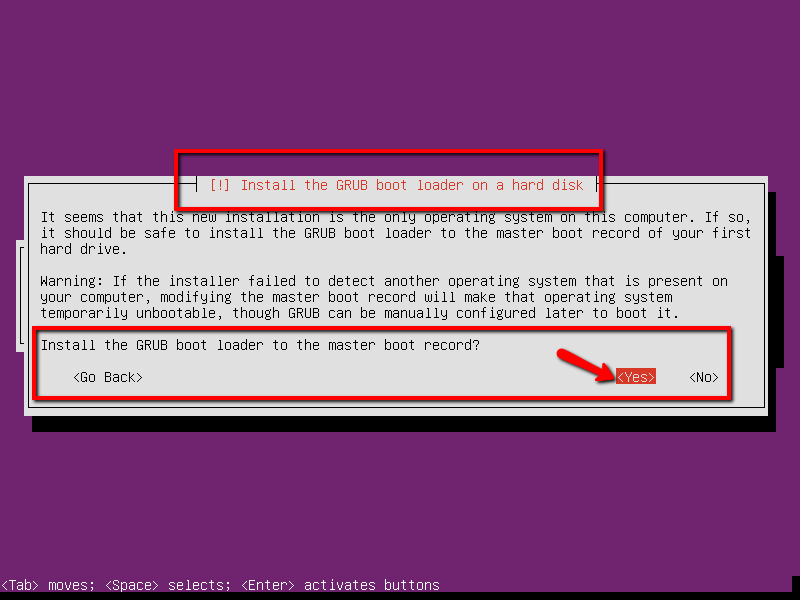 [!] Install the GRUB boot loader on a hard disk
It seems that this new installation is the only operating system on this computer. If so,
it should be safe to install the GRUB boot loader to the master boot record of your first
hard drive.
Warning: If the installer failed to detect another operating system that is present on
your computer, modifying the master boot record will make that operating system
temporarily unbootable, though GRUB can be manually configured later to boot it.
Install the GRUB boot loader to the master boot record?
<Go Back> <Yes> <No>
<Tab> moves; <Space> selects; <Enter> activates buttons